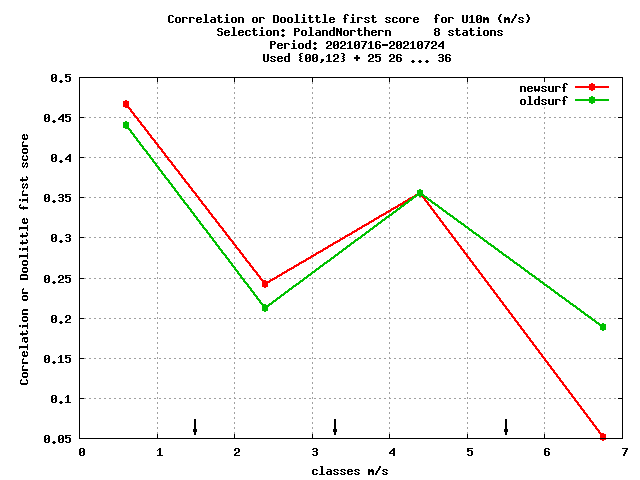 Correlation or Doolittle first score  for U10m (m/s)
Selection: PolandNorthern      8 stations
Period: 20210716-20210724
Used {00,12} + 25 26 ... 36
newsurf
oldsurf
Correlation or Doolittle first score
0.5
0.45
0.4
0.35
0.3
0.25
0.2
0.15
0.1
0.05
0 1 2 3 4 5 6 7
classes m/s